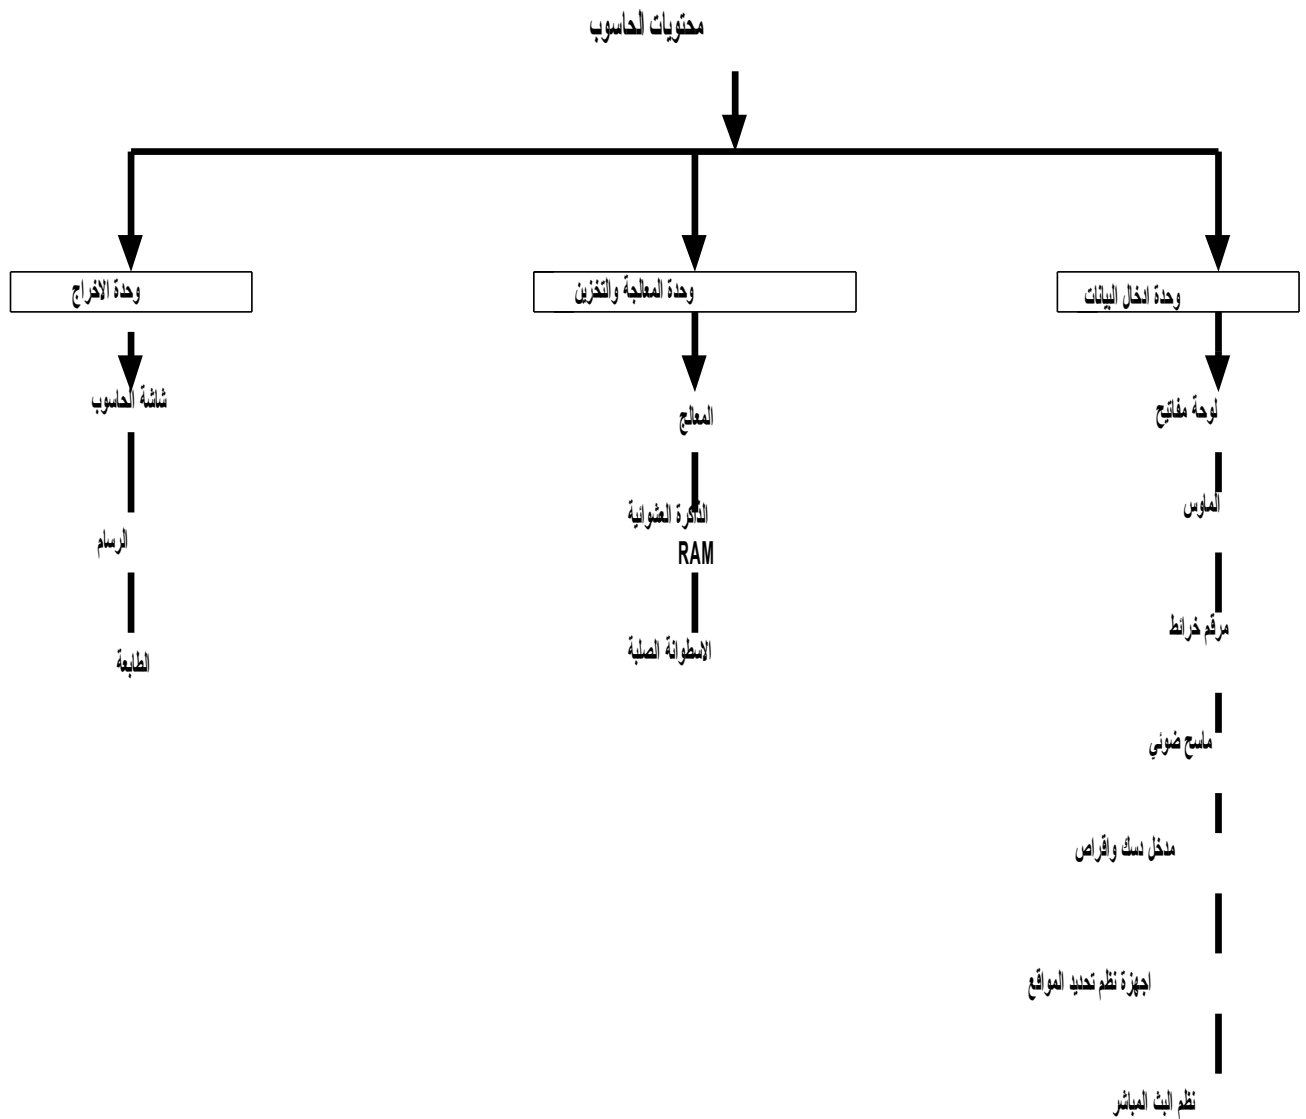 محتويات الحاسوب
وحدة ادخال البيانات
لوحة مفاتيح
الماوس
مرقم خرائط
ماسح ضوئي
مدخل دسك واقراص
اجهزة نظم تحديد المواقع
نظم البث المباشر
وحدة المعالجة والتخزين
المعالج
الذاكرة العشوائية
RAM
الاسطوانة الصلبة
وحدة الاخراج
شاشة الحاسوب
الرسام
الطابعة